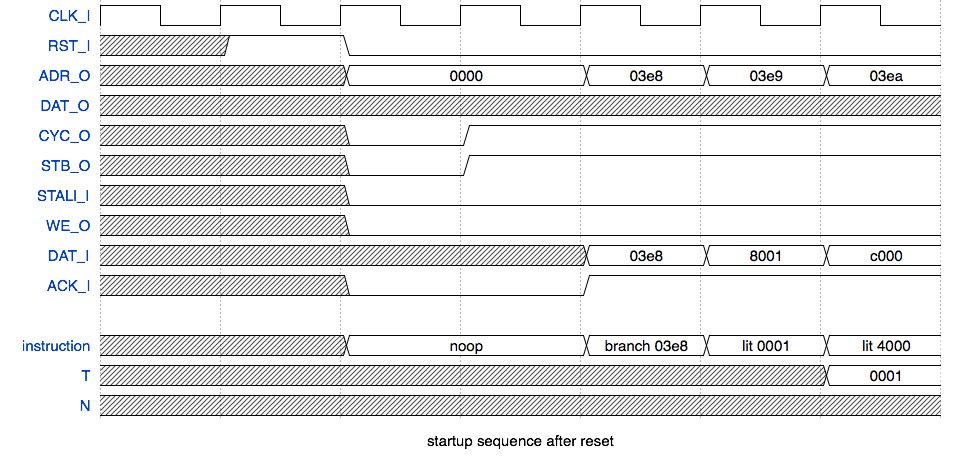 CLK_I
RST_I
ADR_O 0000 03e8 03e9 03ea
DAT_O
CYC_O
STB_O
STALI_I
WE_O
DAT_I 03e8 8001 c000
ACK_I
instruction noop branch 03e8 lit 0001 lit 4000
T 0001
N
startup sequence after reset